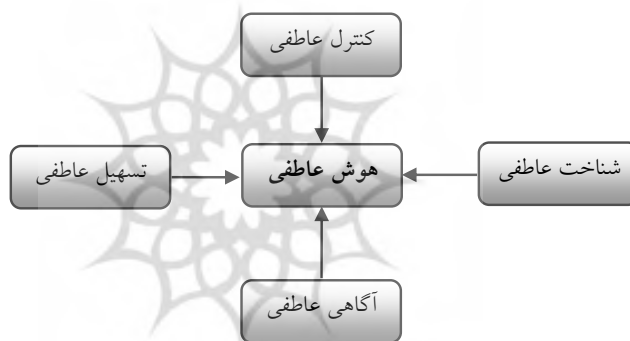 کنترل عاطفی
شناخت عاطفی
هوش عاطفی
تسهیل عاطفی
آگاهی عاطفی